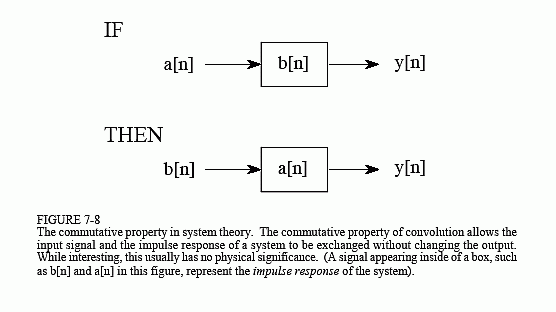 IF
a[n] b[n] y[n]
THEN
b[n] a[n] y[n]
FIGURE 7-8
The commutative property in system theory. The commutative property of convolution allows the
input signal and the impulse response of a system to be exchanged without changing the output.
While interesting, this usually has no physical significance. (A signal appearing inside of a box, such
as b[n] and a[n] in this figure, represent the impulse response of the system).